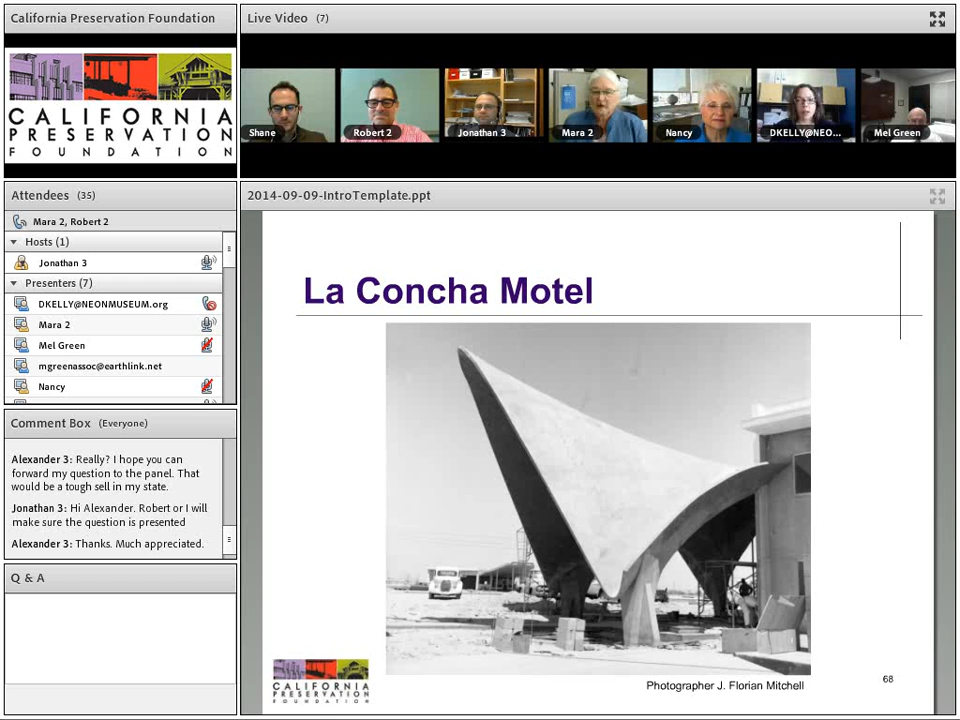 California Preservation Foundation
CALIFORNIA
PRESERVATION
FOUNDATION
Live Video (7)
Shane
Robert 2
Jonathan 3
Mara 2
Nancy
DKELLY@NEO...
Mel Green
Attendees (35)
Mara 2, Robert 2
Hosts (1)
Jonathan 3
Presenters (7)
DKELLY@NEONMUSEUM.org
Mara 2
Mel Green
mgreenassoc@earthlink.net
Nancy
Comment Box (Everyone)
Alexander 3: Really? I hope you can
forward my question to the panel. That
would be a tough sell in my state.
Jonathan 3: Hi Alexander. Robert or I will
make sure the question is presented
Alexander 3: Thanks. Much appreciated.
Q & A
2014-09-09-IntroTemplate.ppt
La Concha Motel
CALIFORNIA
PRESERVATION
FOUNDATION
Photographer J. Florian Mitchell
68